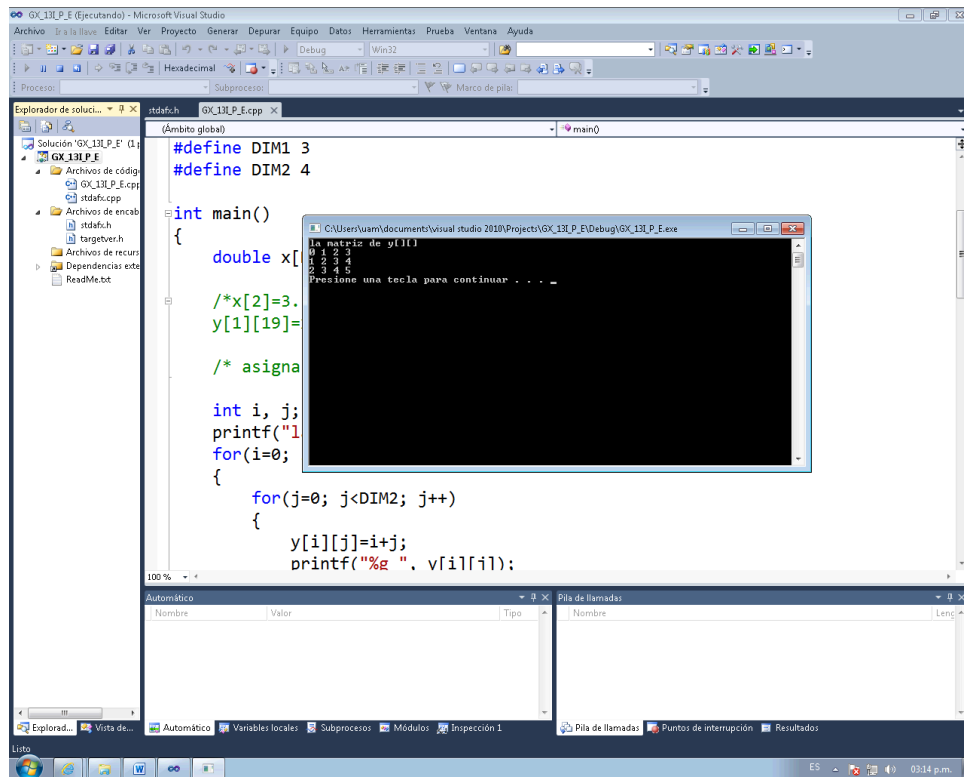 GX_13I_P_E (Ejecutando) - Microsoft Visual Studio
Archivo Ir a la llave Editar Ver Proyecto Generar Depurar Equipo Datos Herramientas Prueba Ventana Ayuda
Debug Win32
Hexadecimal
Proceso: Subproceso: Marco de pila:
Explorador de soluci...
stdafx.h GX_13I_P_E.cpp
(Ámbito global) main()
Solución 'GX_13I_P_E' (1 p
GX_13I_P_E
Archivos de código
GX_13I_P_E.cpp
stdafx.cpp
Archivos de encab
stdafx.h
targetver.h
Archivos de recurs
Dependencias exte
ReadMe.txt
#define DIM1 3
#define DIM2 4
int main()
{
double x[
/*x[2]=3.
y[1][19]=
/* asigna
int i, j;
printf("l
for(i=0;
{
for(j=0; j<DIM2; j++)
{
y[i][j]=i+j;
printf("%g ", y[i][j]);
100 %
C:\Users\uam\documents\visual studio 2010\Projects\GX_13I_P_E\Debug\GX_13I_P_E.exe
la matriz de y[][]
0 1 2 3
1 2 3 4
2 3 4 5
Presione una tecla para continuar . . . _
Automático
Nombre Valor Tipo
Pila de llamadas
Nombre Leng
Explorad... Vista de...
Automático Variables locales Subprocesos Módulos Inspección 1
Pila de llamadas Puntos de interrupción Resultados
Listo
ES 03:14 p.m.